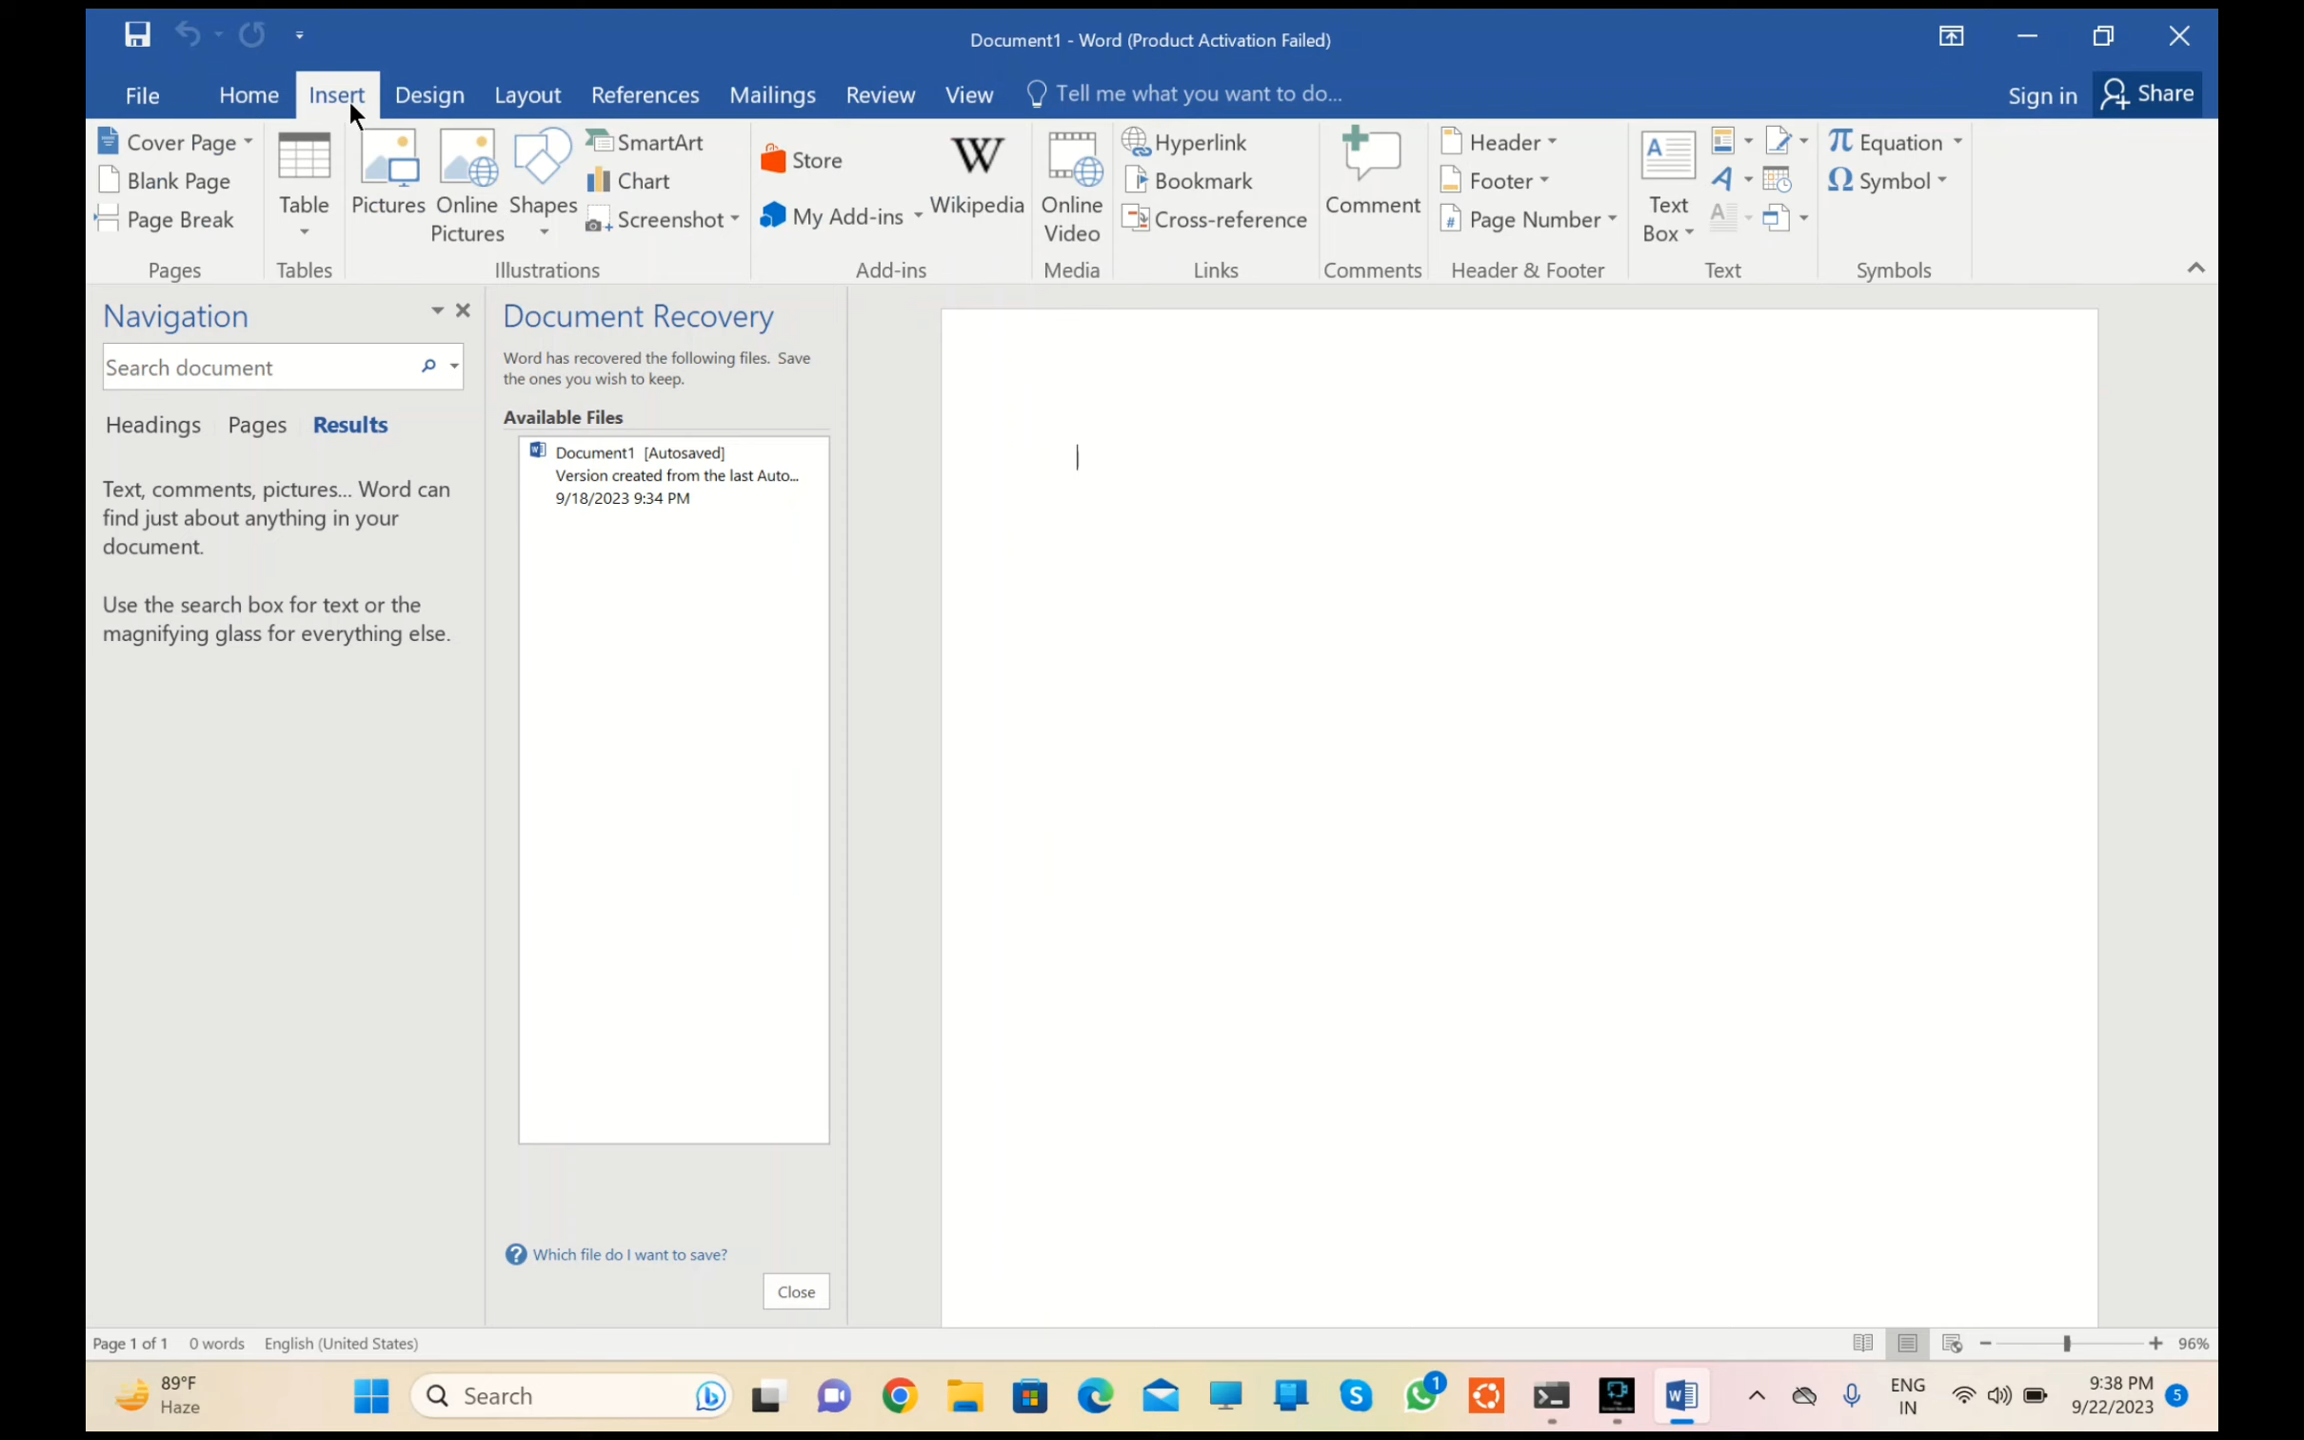 Document1 - Word (Product Activation Failed)
File Home Insert Design Layout References Mailings Review View Tell me what you want to do... Sign in Share
Cover Page
Blank Page
Page Break
Pages
Table
Tables
Pictures
Online
Pictures
Shapes
SmartArt
Chart
Screenshot
Illustrations
Store
My Add-ins
Wikipedia
Add-ins
Online
Video
Media
Hyperlink
Bookmark
Cross-reference
Links
Comment
Comments
Header
Footer
Page Number
Header & Footer
Text
Box
Text
Equation
Symbol
Symbols
Navigation
Search document
Headings Pages Results
Text, comments, pictures... Word can
find just about anything in your
document.
Use the search box for text or the
magnifying glass for everything else.
Document Recovery
Word has recovered the following files. Save
the ones you wish to keep.
Available Files
Document1 [Autosaved]
Version created from the last Auto...
9/18/2023 9:34 PM
Which file do I want to save?
Close
Page 1 of 1 0 words English (United States)
96%
89°F
Haze
Search
1
ENG
IN
9:38 PM
9/22/2023
5